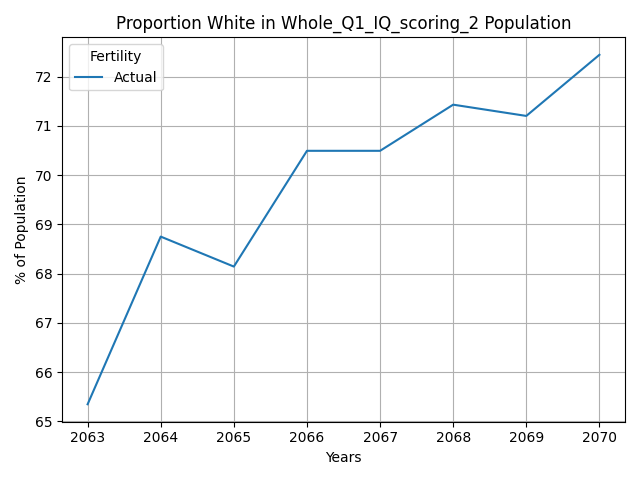 Proportion White in Whole_Q1_IQ_scoring_2 Population
Fertility
Actual
% of Population
72
71
70
69
68
67
66
65
2063 2064 2065 2066 2067 2068 2069 2070
Years